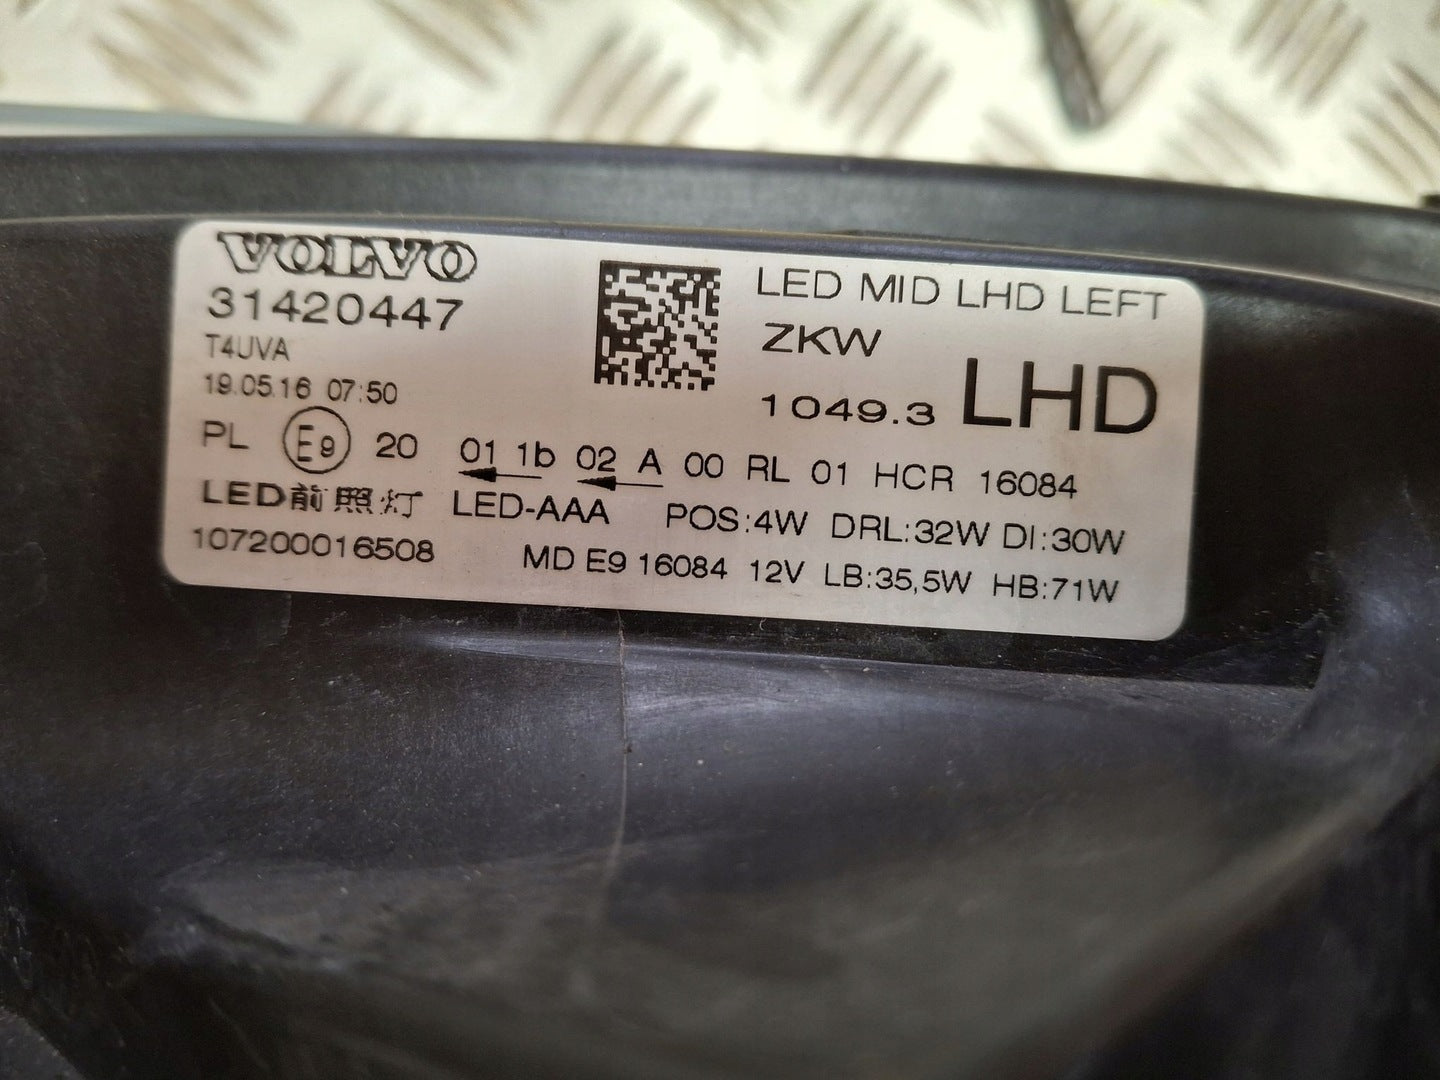 VOLVO
31420447
T4UVA
19.05.16 07:50
LED MID LHD LEFT
ZKW
1049.3 LHD
PL E9 20 01 1b 02 A 00 RL 01 HCR 16084
LED前照灯 LED-AAA POS:4W DRL:32W DI:30W
107200016508 MD E9 16084 12V LB:35,5W HB:71W